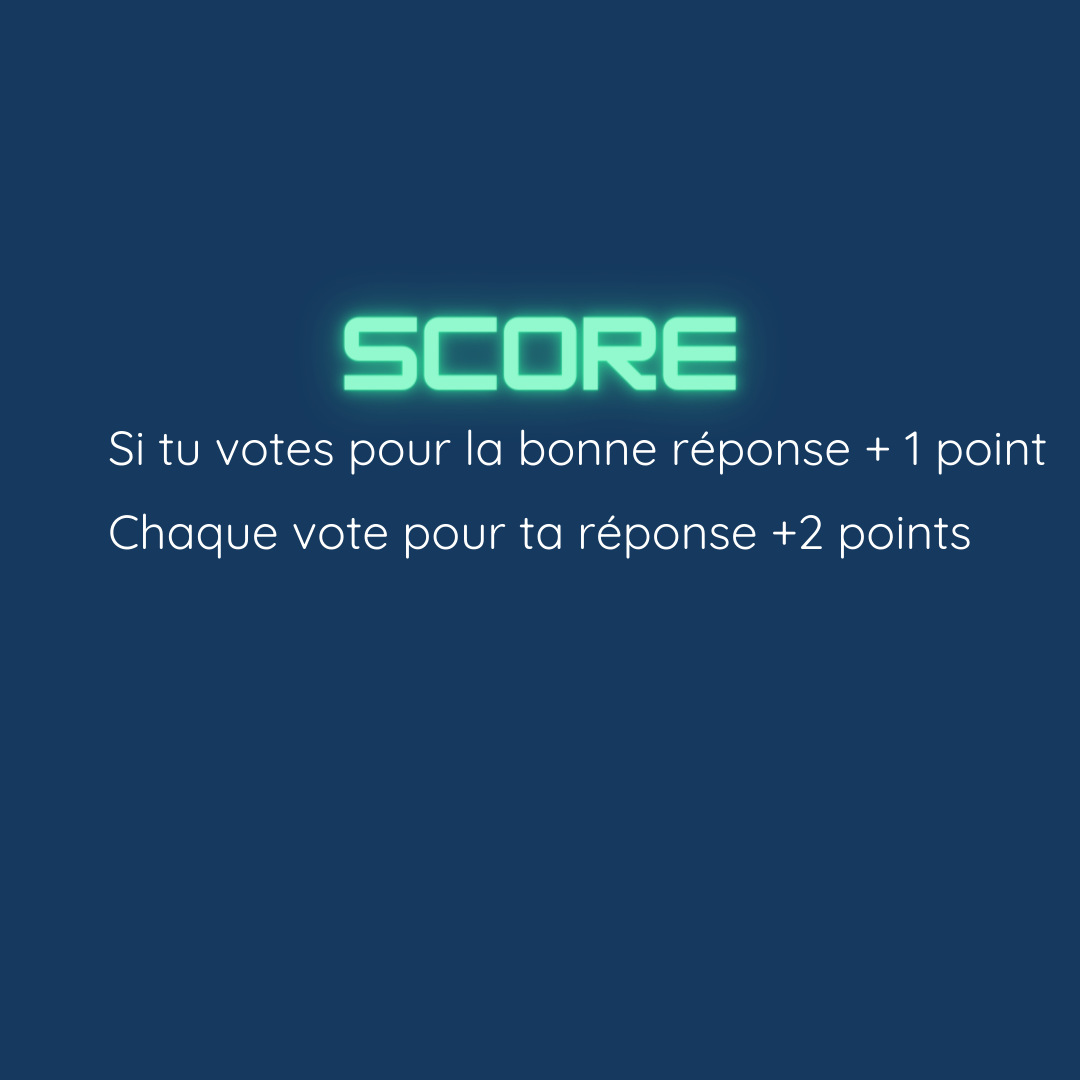 SCORE
Si tu votes pour la bonne réponse + 1 point
Chaque vote pour ta réponse +2 points